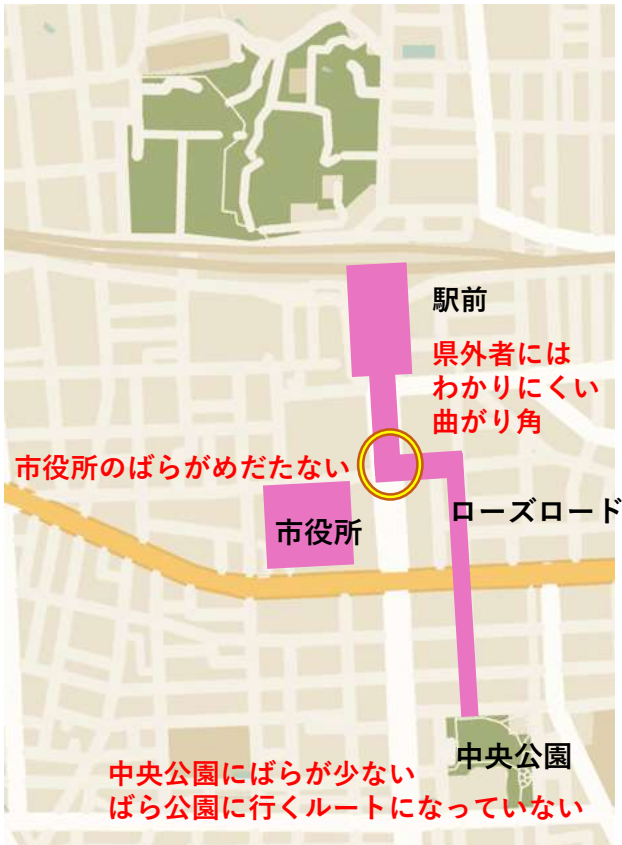 駅前
県外者には
わかりにくい
曲がり角
市役所のばらがめだたない
ローズロード
市役所
中央公園
中央公園にばらが少ない
ばら公園に行くルートになっていない